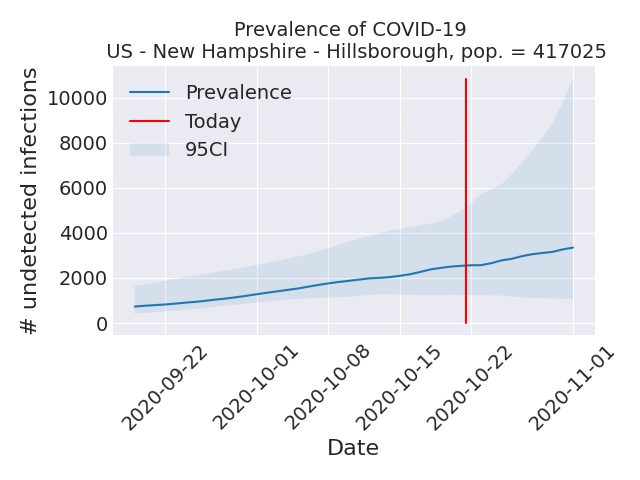 Prevalence of COVID-19
US - New Hampshire - Hillsborough, pop. = 417025
# undetected infections
10000
8000
6000
4000
2000
0
Prevalence
Today
95CI
2020-09-22
2020-10-01
2020-10-08
2020-10-15
2020-10-22
2020-11-01
Date